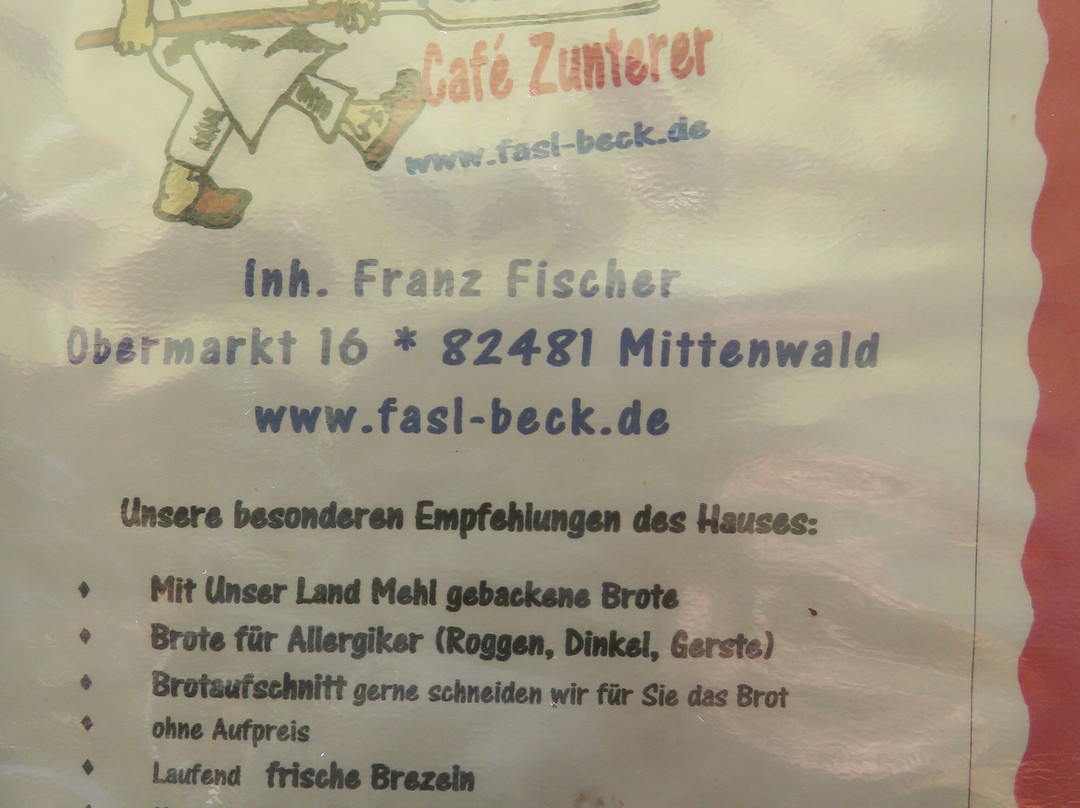 Café Zunterer
www.fasl-beck.de
Inh. Franz Fischer
Obermarkt 16 * 82481 Mittenwald
www.fasl-beck.de
Unsere besonderen Empfehlungen des Hauses:
♦ Mit Unser Land Mehl gebackene Brote
♦ Brote für Allergiker (Roggen, Dinkel, Gerste)
♦ Brotaufschnitt gerne schneiden wir für Sie das Brot
♦ ohne Aufpreis
♦ Laufend frische Brezeln